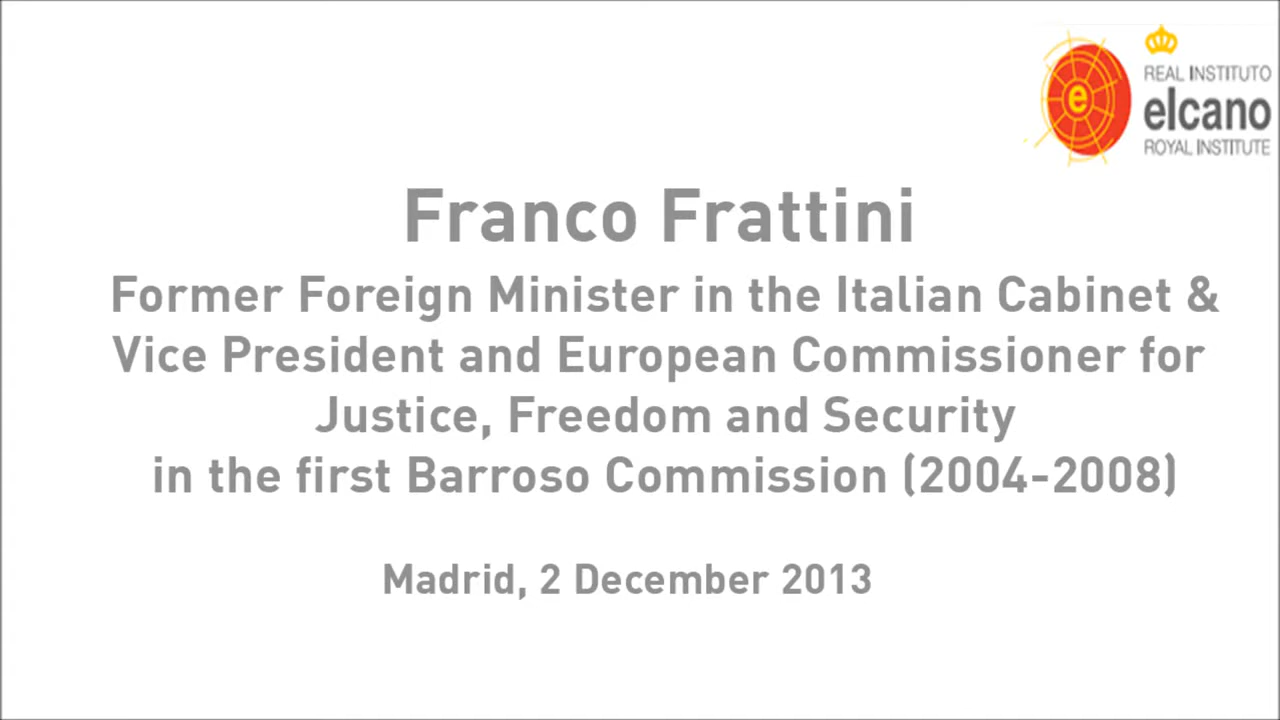 e
REAL INSTITUTO
elcano
ROYAL INSTITUTE
Franco Frattini
Former Foreign Minister in the Italian Cabinet &
Vice President and European Commissioner for
Justice, Freedom and Security
in the first Barroso Commission (2004-2008)
Madrid, 2 December 2013